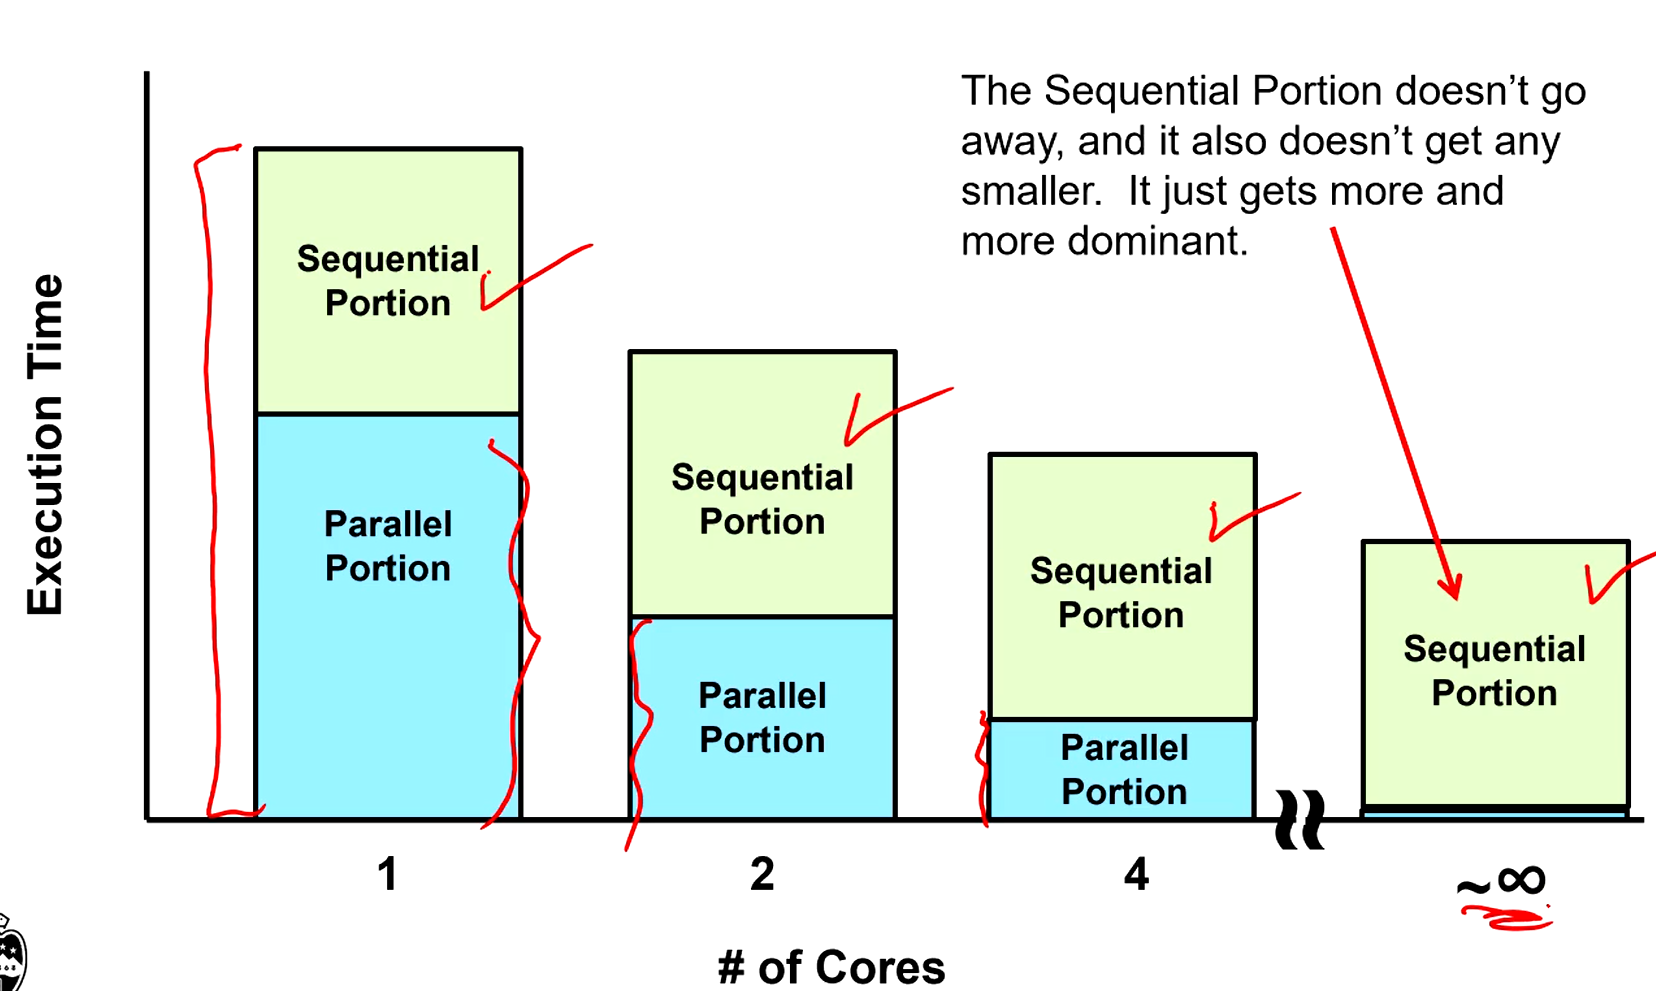 The Sequential Portion doesn’t go
away, and it also doesn’t get any
smaller.  It just gets more and
more dominant.
Execution Time
Sequential
Portion
Parallel
Portion
Sequential
Portion
Parallel
Portion
Sequential
Portion
Parallel
Portion
Sequential
Portion
1
2
4
~∞
# of Cores